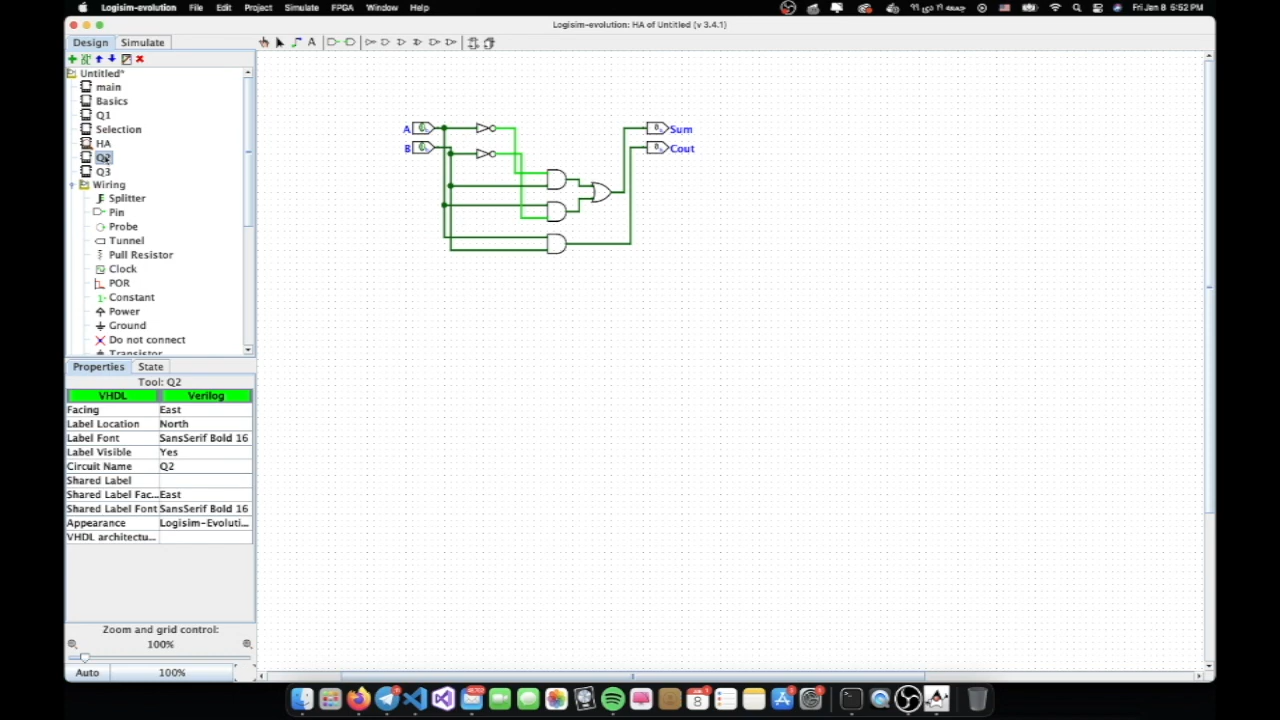 Logisim-evolution File Edit Project Simulate FPGA Window Help Fri Jan 8 5:52 PM
Logisim-evolution: HA of Untitled (v 3.4.1)
Design Simulate
A
Untitled*
main
Basics
Q1
Selection
HA
Q2
Q3
Wiring
Splitter
Pin
Probe
Tunnel
Pull Resistor
Clock
POR
Constant
Power
Ground
Do not connect
Transistor
A
B
Sum
Cout
Properties State
Tool: Q2
VHDL Verilog
Facing East
Label Location North
Label Font SansSerif Bold 16
Label Visible Yes
Circuit Name Q2
Shared Label
Shared Label Fac... East
Shared Label Font SansSerif Bold 16
Appearance Logisim-Evoluti...
VHDL architectu...
Zoom and grid control:
100%
Auto 100%